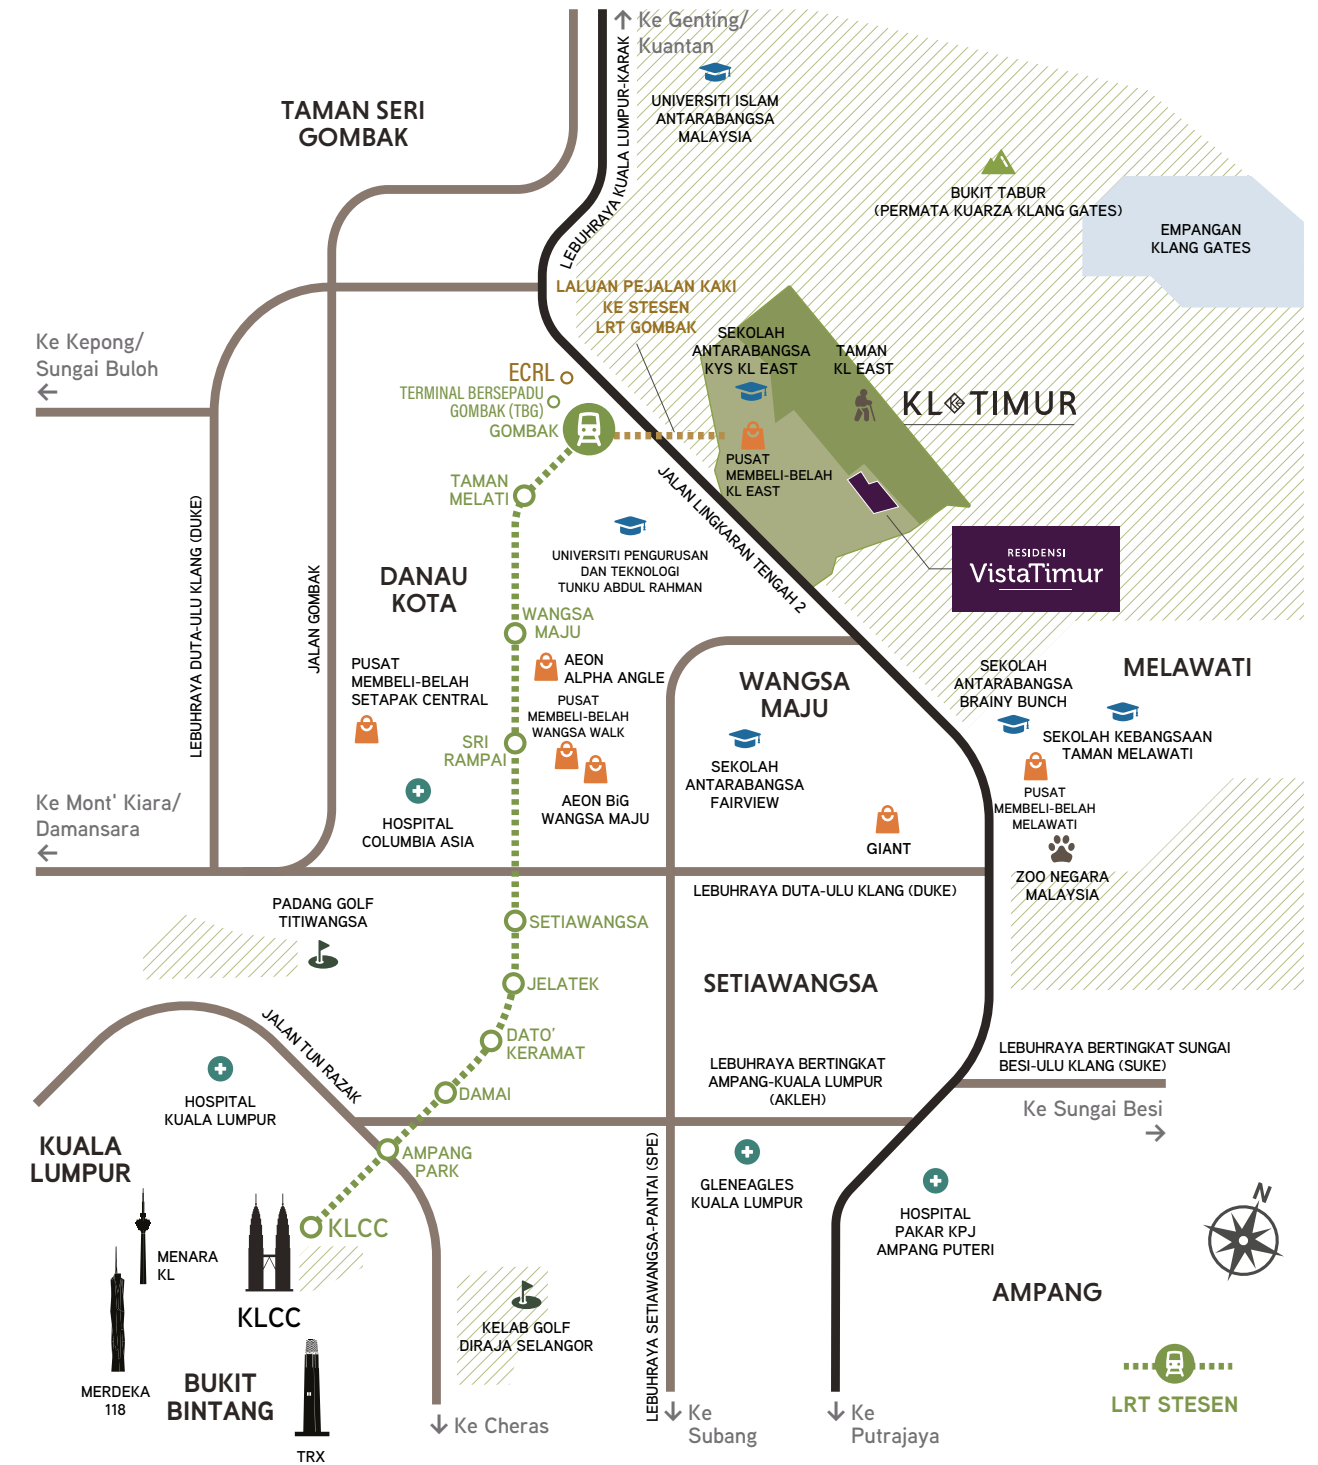 Ke Genting/
Kuantan
LEBUHRAYA KUALA LUMPUR-KARAK
UNIVERSITI ISLAM
ANTARABANGSA
MALAYSIA
TAMAN SERI
GOMBAK
BUKIT TABUR
(PERMATA KUARZA KLANG GATES)
EMPANGAN
KLANG GATES
LALUAN PEJALAN KAKI
KE STESEN
LRT GOMBAK
SEKOLAH
ANTARABANGSA
KYS KL EAST
TAMAN
KL EAST
KL TIMUR
Ke Kepong/
Sungai Buloh
ECRL
TERMINAL BERSEPADU
GOMBAK (TBG)
GOMBAK
PUSAT
MEMBELI-BELAH
KL EAST
TAMAN
MELATI
JALAN LINGKARAN TENGAH 2
UNIVERSITI PENGURUSAN
DAN TEKNOLOGI
TUNKU ABDUL RAHMAN
RESIDENSI
VistaTimur
LEBUHRAYA DUTA-ULU KLANG (DUKE)
JALAN GOMBAK
DANAU
KOTA
WANGSA
MAJU
AEON
ALPHA ANGLE
PUSAT
MEMBELI-BELAH
SETAPAK CENTRAL
PUSAT
MEMBELI-BELAH
WANGSA WALK
WANGSA
MAJU
SEKOLAH
ANTARABANGSA
BRAINY BUNCH
MELAWATI
SEKOLAH KEBANGSAAN
TAMAN MELAWATI
SRI
RAMPAI
SEKOLAH
ANTARABANGSA
FAIRVIEW
PUSAT
MEMBELI-BELAH
MELAWATI
Ke Mont' Kiara/
Damansara
HOSPITAL
COLUMBIA ASIA
AEON BiG
WANGSA MAJU
GIANT
ZOO NEGARA
MALAYSIA
LEBUHRAYA DUTA-ULU KLANG (DUKE)
PADANG GOLF
TITIWANGSA
SETIAWANGSA
JELATEK
SETIAWANGSA
JALAN TUN RAZAK
DATO'
KERAMAT
LEBUHRAYA BERTINGKAT SUNGAI
BESI-ULU KLANG (SUKE)
LEBUHRAYA BERTINGKAT
AMPANG-KUALA LUMPUR
(AKLEH)
Ke Sungai Besi
HOSPITAL
KUALA LUMPUR
DAMAI
KUALA
LUMPUR
AMPANG
PARK
LEBUHRAYA SETIAWANGSA-PANTAI (SPE)
GLENEAGLES
KUALA LUMPUR
HOSPITAL
PAKAR KPJ
AMPANG PUTERI
N
KLCC
MENARA
KL
AMPANG
KLCC
KELAB GOLF
DIRAJA SELANGOR
MERDEKA
118
BUKIT
BINTANG
TRX
LRT STESEN
Ke Cheras
Ke
Subang
Ke
Putrajaya